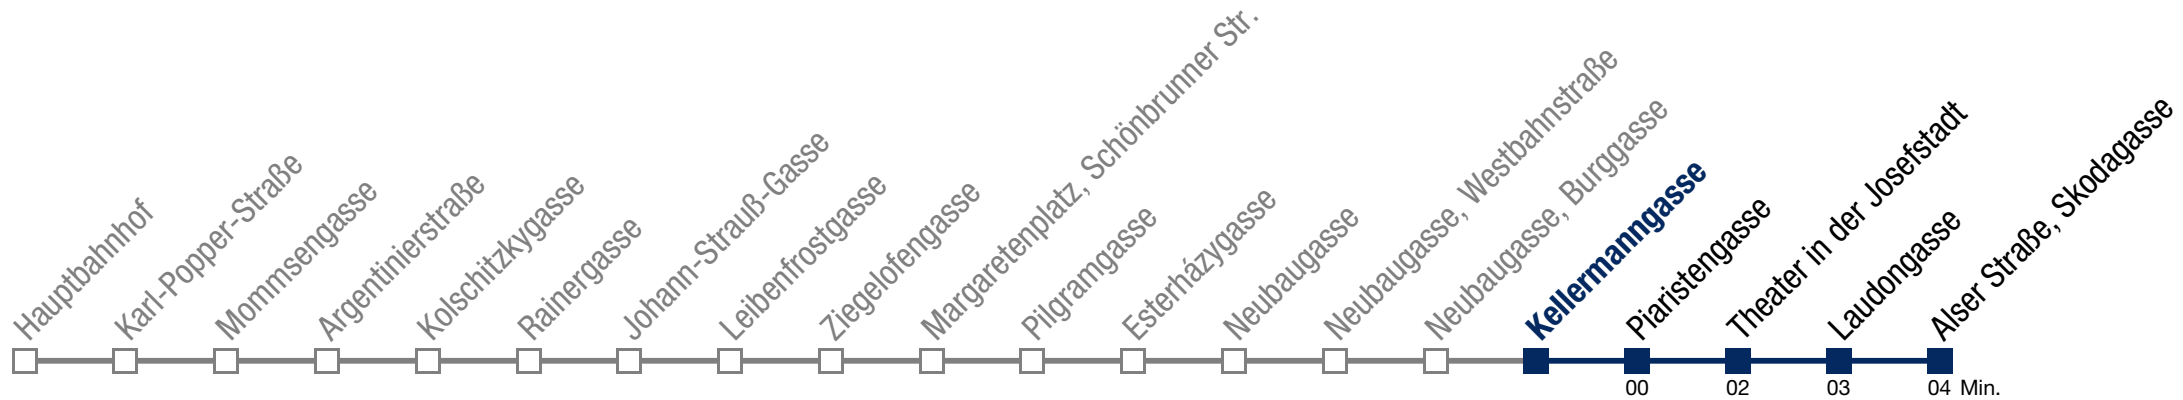 Hauptbahnhof
Karl-Popper-Straße
Mommsengasse
Argentinierstraße
Kolschitzkygasse
Rainergasse
Johann-Strauß-Gasse
Leibenfrostgasse
Ziegelofengasse
Margaretenplatz, Schönbrunner Str.
Pilgramgasse
Esterházygasse
Neubaugasse
Neubaugasse, Westbahnstraße
Neubaugasse, Burggasse
Kellermanngasse
Piaristengasse
Theater in der Josefstadt
Laudongasse
Alser Straße, Skodagasse
00 02 03 04 Min.